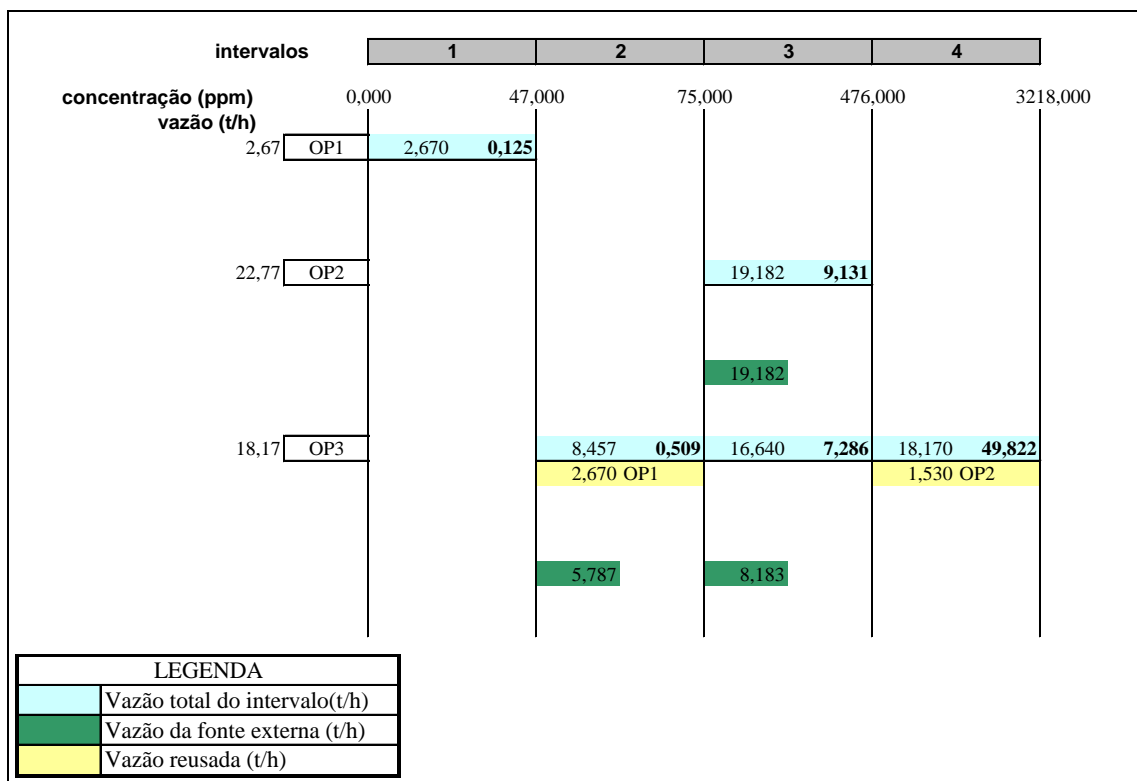 intervalos 1 2 3 4
concentração (ppm) 0,000 47,000 75,000 476,000 3218,000
vazão (t/h)
2,67 OP1 2,670 0,125
22,77 OP2 19,182 9,131
19,182
18,17 OP3 8,457 0,509 16,640 7,286 18,170 49,822
2,670 OP1 1,530 OP2
5,787 8,183
LEGENDA
Vazão total do intervalo(t/h)
Vazão da fonte externa (t/h)
Vazão reusada (t/h)